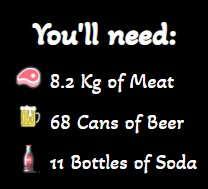 You'll need:
8.2 Kg of Meat
68 Cans of Beer
11 Bottles of Soda